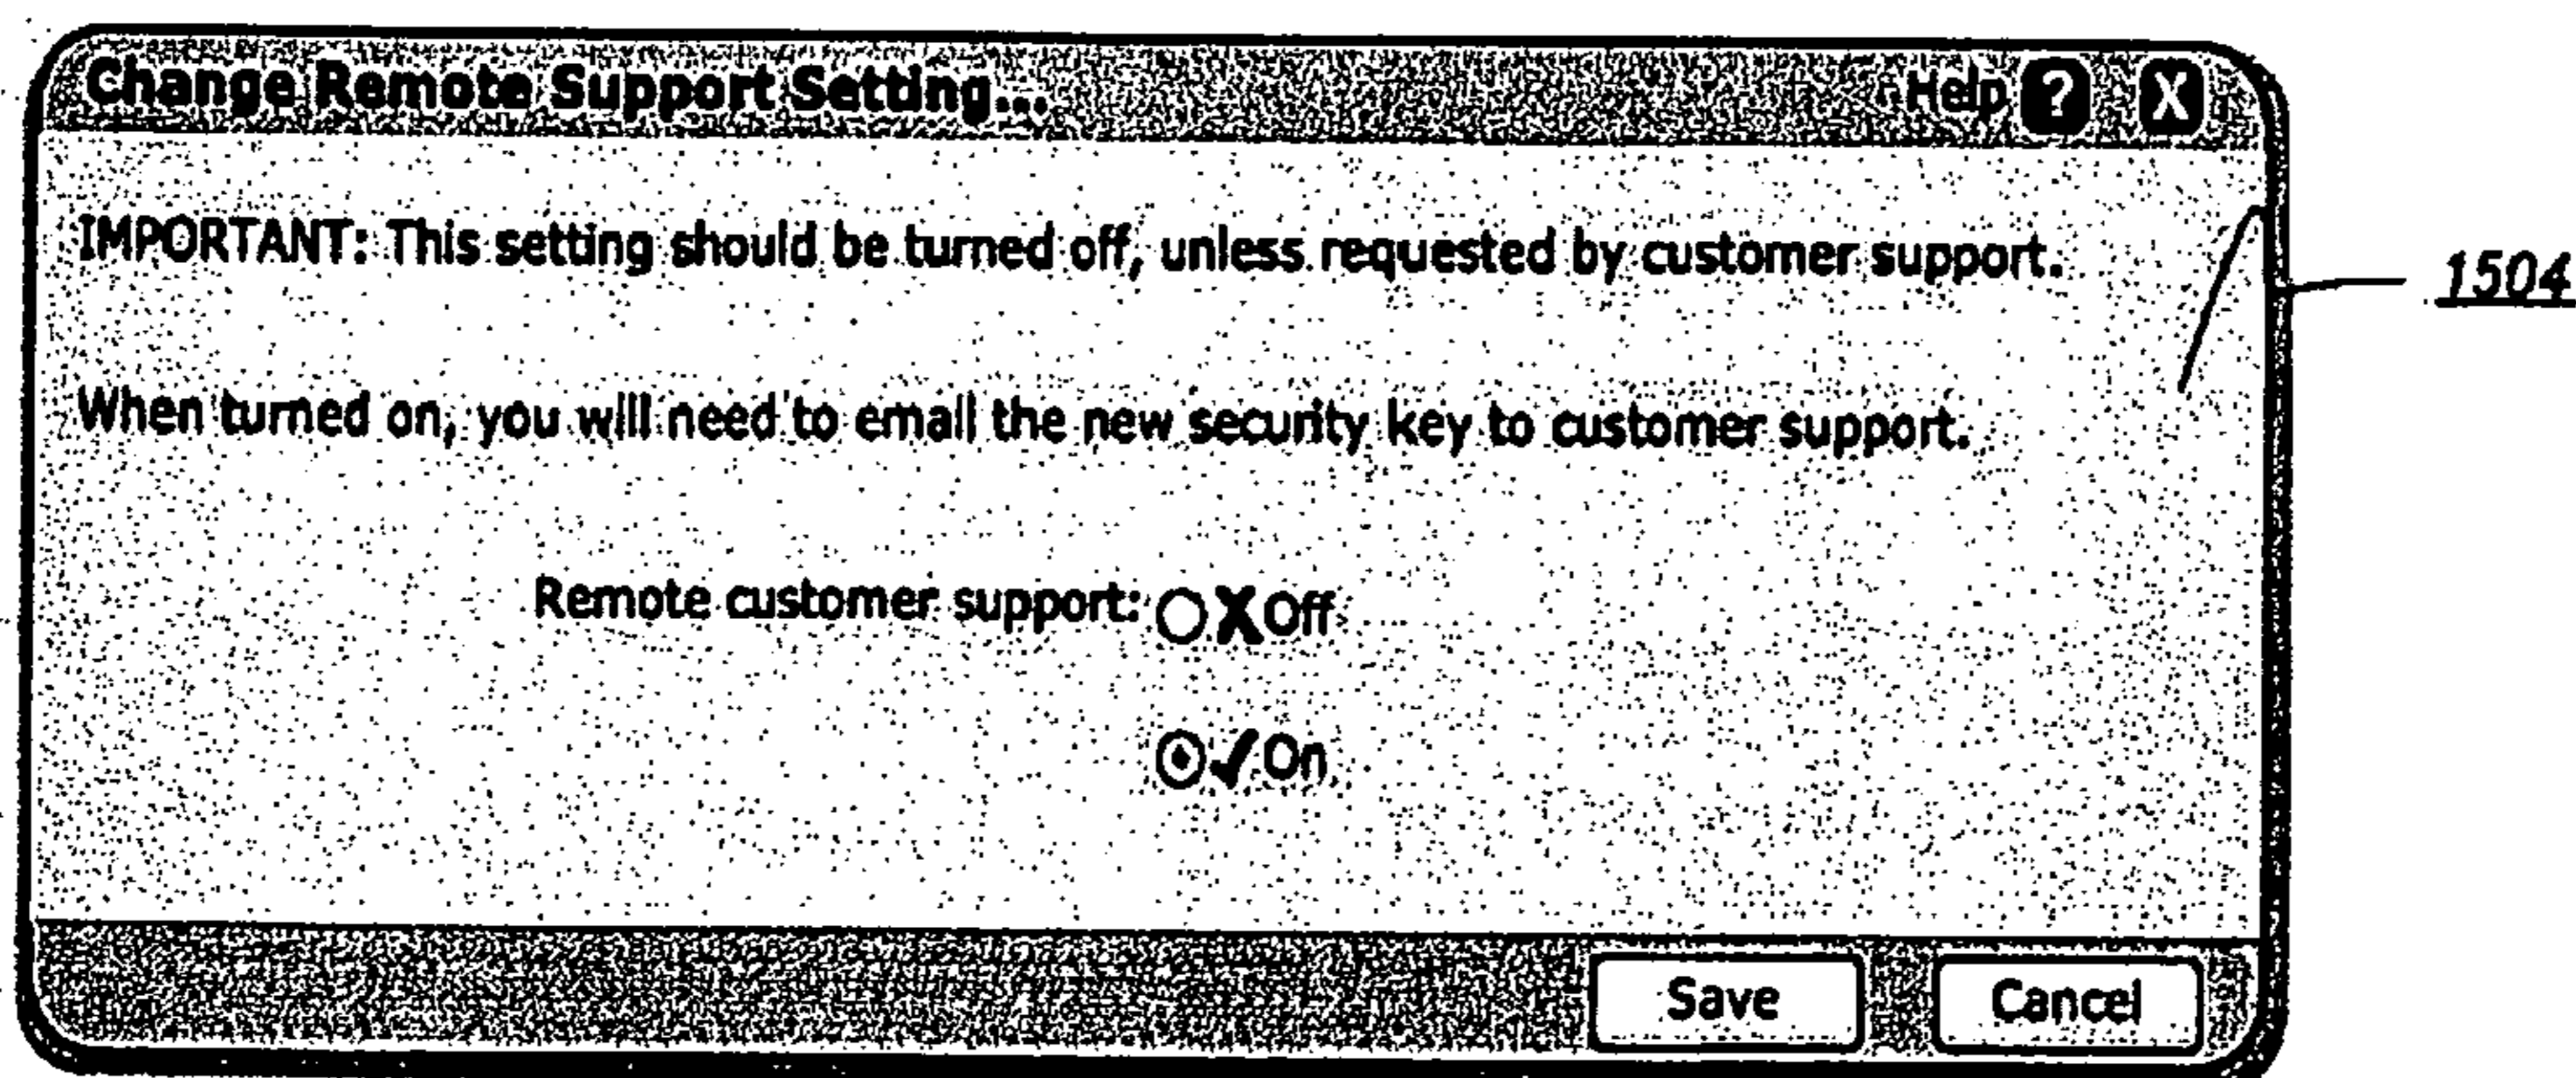 Change Remote Support Setting... Help ? X
IMPORTANT: This setting should be turned off, unless requested by customer support.
1504
When turned on, you will need to email the new security key to customer support.
Remote customer support: X Off
✓ On
Save Cancel